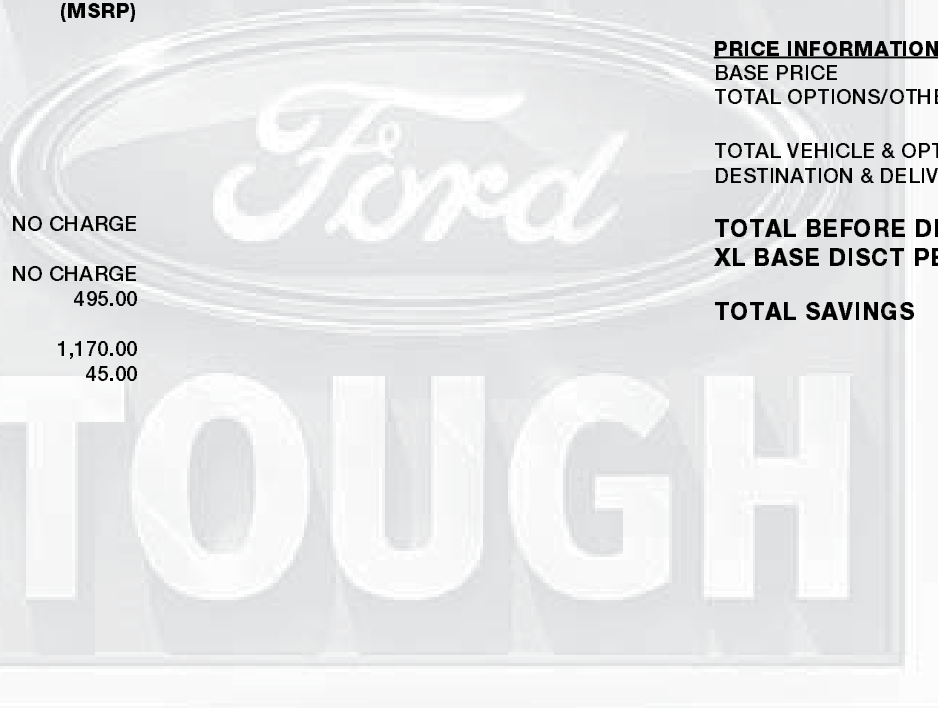 (MSRP)
NO CHARGE
NO CHARGE
495.00
1,170.00
45.00
PRICE INFORMATION
BASE PRICE
TOTAL OPTIONS/OTHE
TOTAL VEHICLE & OPT
DESTINATION & DELIV
TOTAL BEFORE DI
XL BASE DISCT PE
TOTAL SAVINGS
Ford
TOUGH